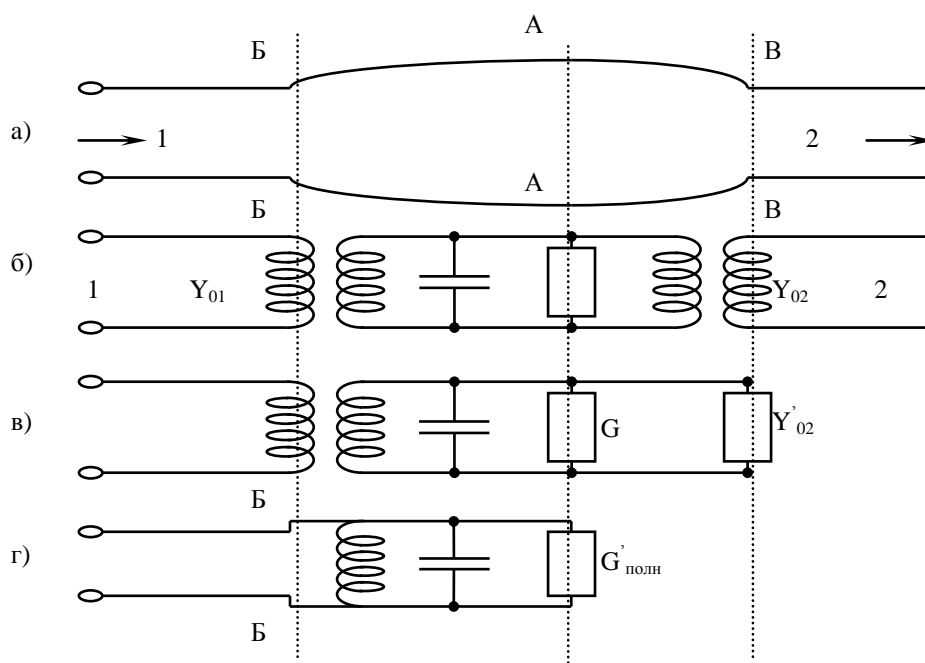 А
Б В
а) 1 2
А
Б В
б) 1 Y₀₁ Y₀₂ 2
в) G Y'₀₂
Б
г) G'полн
Б